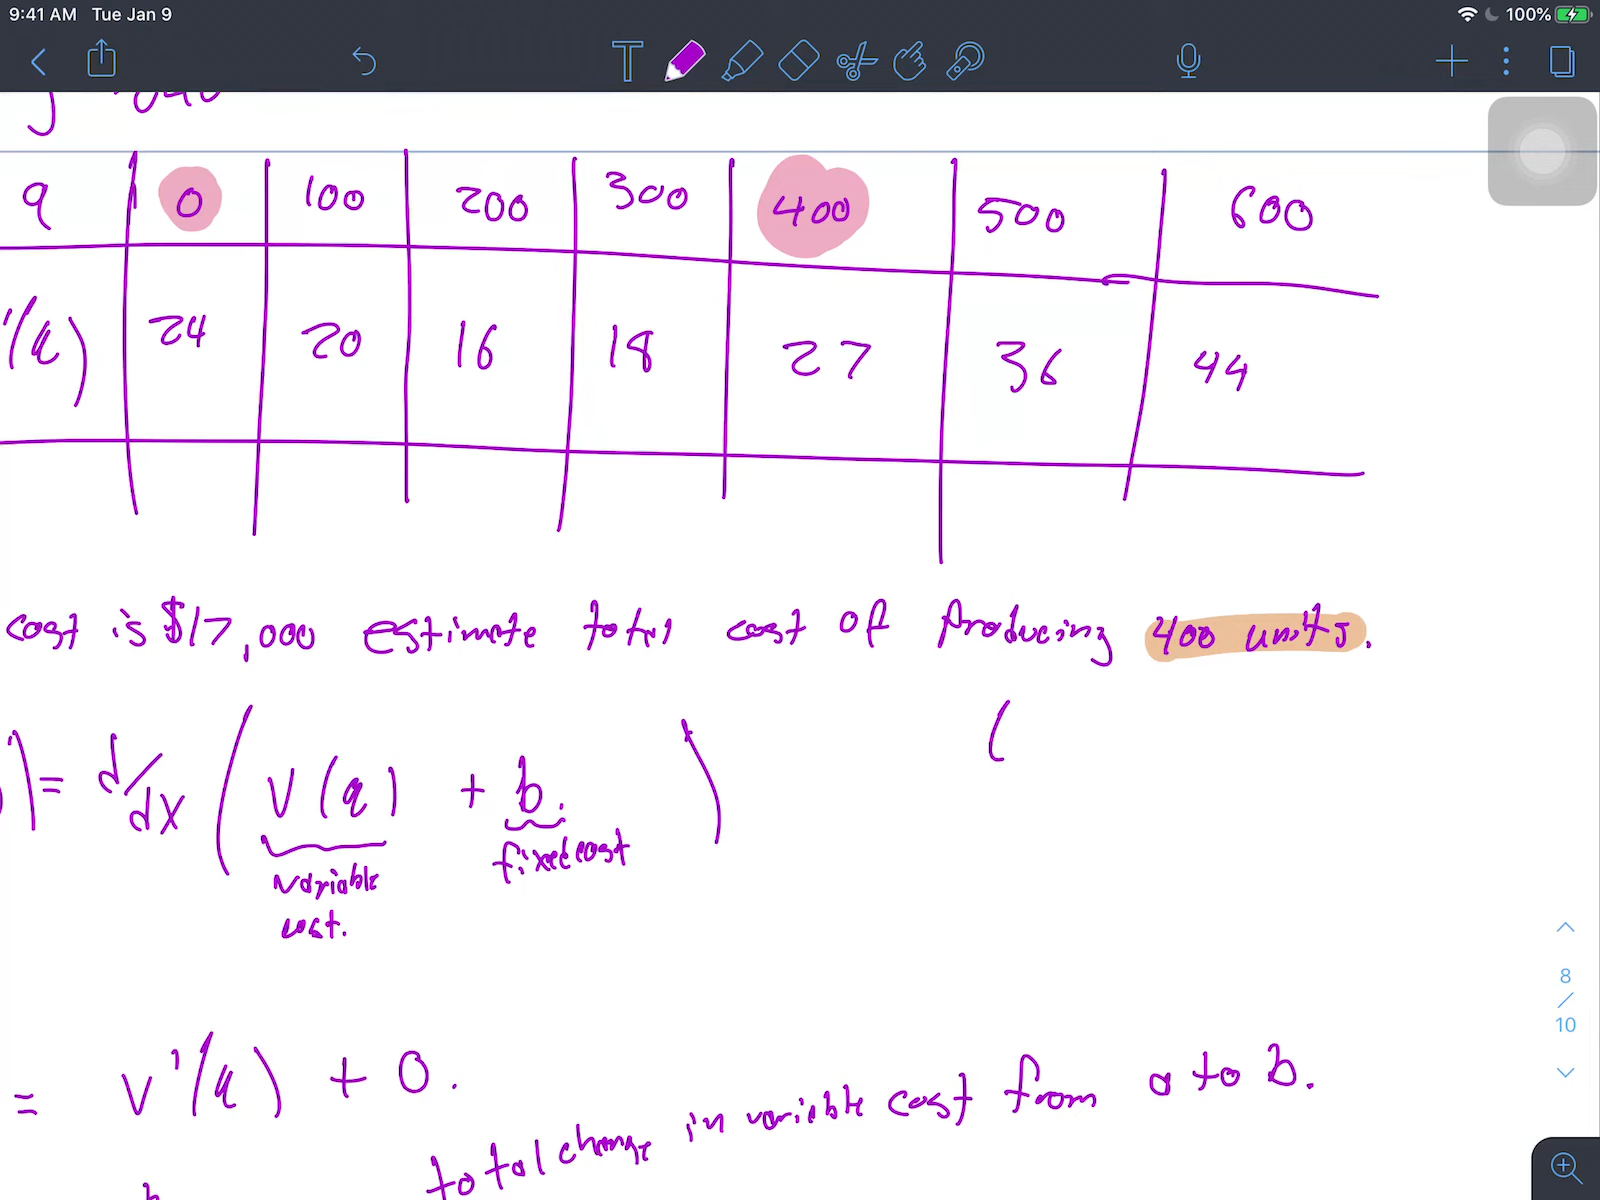 9:41 AM Tue Jan 9 100%
T
q 0 100 200 300 400 500 600
'(q) 24 20 16 18 27 36 44
cost is $17,000 estimate total cost of producing 400 units.
) = d/dx ( V(q) + b. ) (
variable cost.
fixed cost
= V'(q) + 0.
total change in variable cost from a to b.
b
8
/
10